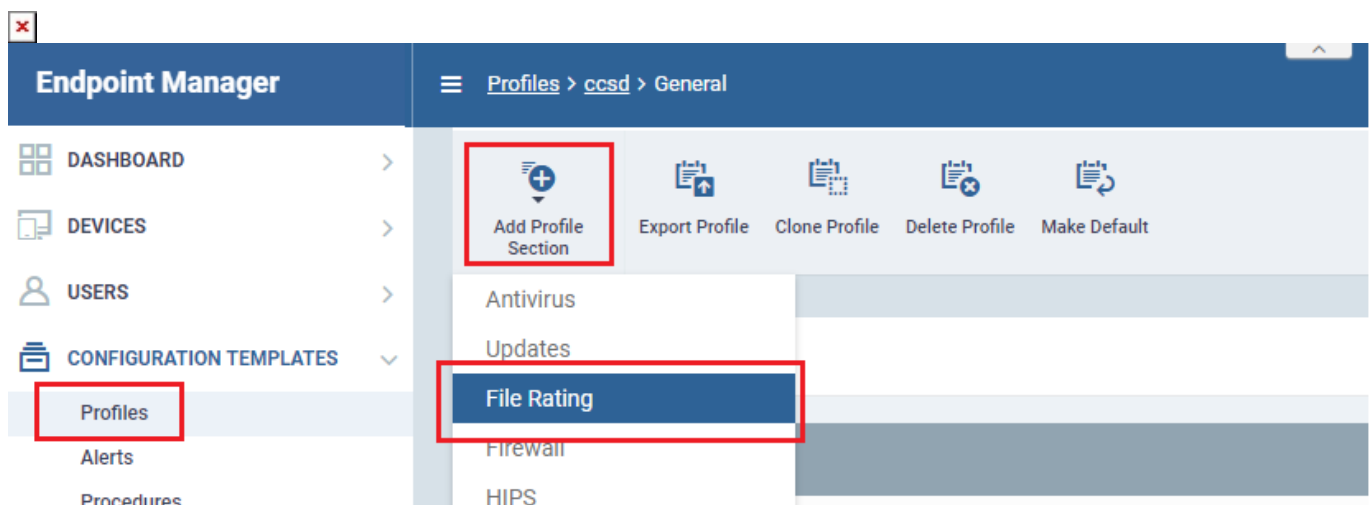 Endpoint Manager
Profiles > ccsd > General
DASHBOARD
DEVICES
USERS
CONFIGURATION TEMPLATES
Profiles
Alerts
Procedures
Add Profile
Section
Export Profile
Clone Profile
Delete Profile
Make Default
Antivirus
Updates
File Rating
Firewall
HIPS